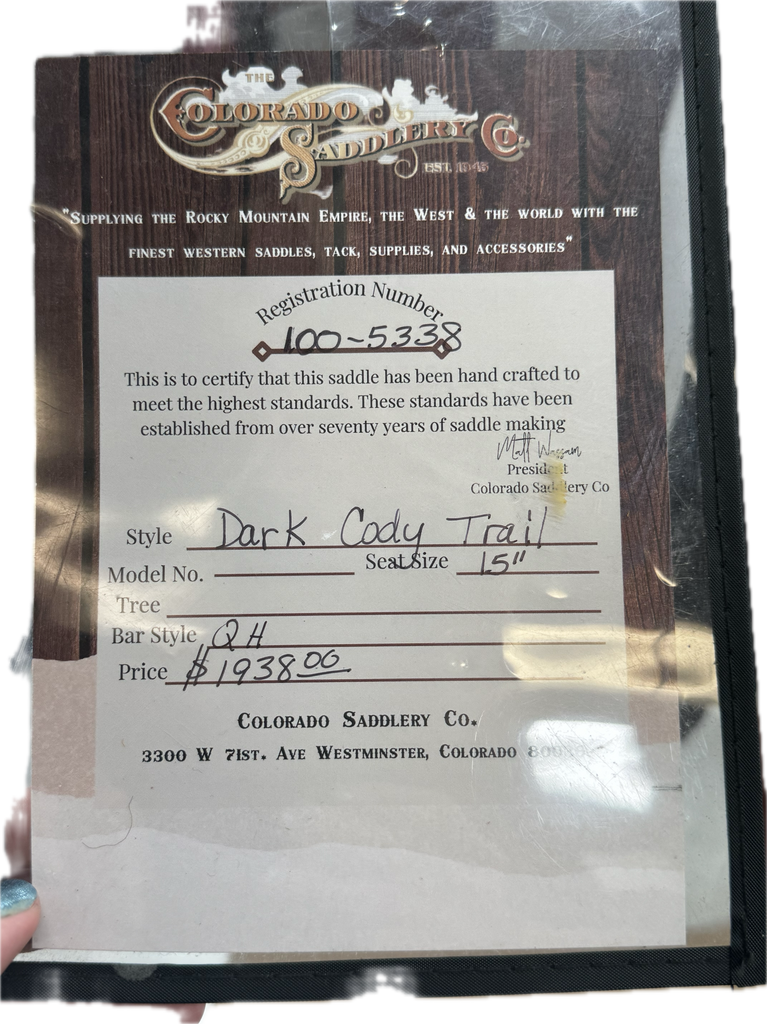 THE
COLORADO
SADDLERY CO.
EST. 1945
"SUPPLYING THE ROCKY MOUNTAIN EMPIRE, THE WEST & THE WORLD WITH THE
FINEST WESTERN SADDLES, TACK, SUPPLIES, AND ACCESSORIES"
Registration Number
100-5338
This is to certify that this saddle has been hand crafted to
meet the highest standards. These standards have been
established from over seventy years of saddle making
Matt Wassam
President
Colorado Saddlery Co
Style Dark Cody Trail
Model No. Seat Size 15"
Tree
Bar Style QH
Price $1938.00
COLORADO SADDLERY CO.
3300 W 71ST. AVE WESTMINSTER, COLORADO